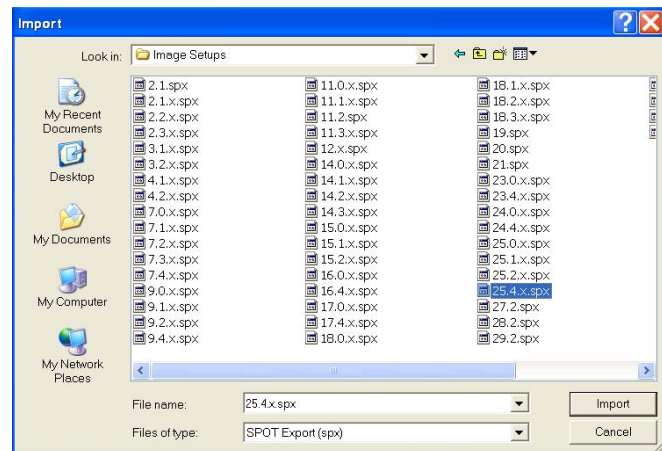 Import
Look in: Image Setups
My Recent Documents
Desktop
My Documents
My Computer
My Network Places
2.1.spx
2.1.x.spx
2.2.x.spx
2.3.x.spx
3.1.x.spx
3.2.x.spx
4.1.x.spx
4.2.x.spx
7.0.x.spx
7.1.x.spx
7.2.x.spx
7.3.x.spx
7.4.x.spx
9.0.x.spx
9.1.x.spx
9.2.x.spx
9.4.x.spx
11.0.x.spx
11.1.x.spx
11.2.spx
11.3.x.spx
12.x.spx
14.0.x.spx
14.1.x.spx
14.2.x.spx
14.3.x.spx
15.0.x.spx
15.1.x.spx
15.2.x.spx
16.0.x.spx
16.4.x.spx
17.0.x.spx
17.4.x.spx
18.0.x.spx
18.1.x.spx
18.2.x.spx
18.3.x.spx
19.spx
20.spx
21.spx
23.0.x.spx
23.4.x.spx
24.0.x.spx
24.4.x.spx
25.0.x.spx
25.1.x.spx
25.2.x.spx
25.4.x.spx
27.2.spx
28.2.spx
29.2.spx
File name: 25.4.x.spx
Import
Files of type: SPOT Export (spx)
Cancel